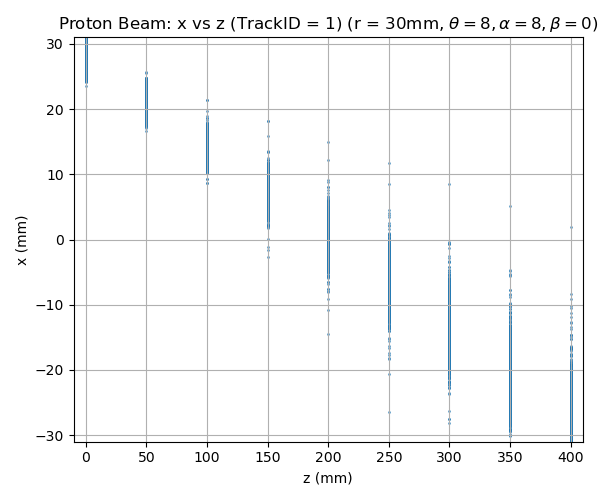 Proton Beam: x vs z (TrackID = 1) (r = 30mm, θ = 8, α = 8, β = 0)
30
20
10
0
−10
−20
−30
x (mm)
0 50 100 150 200 250 300 350 400
z (mm)